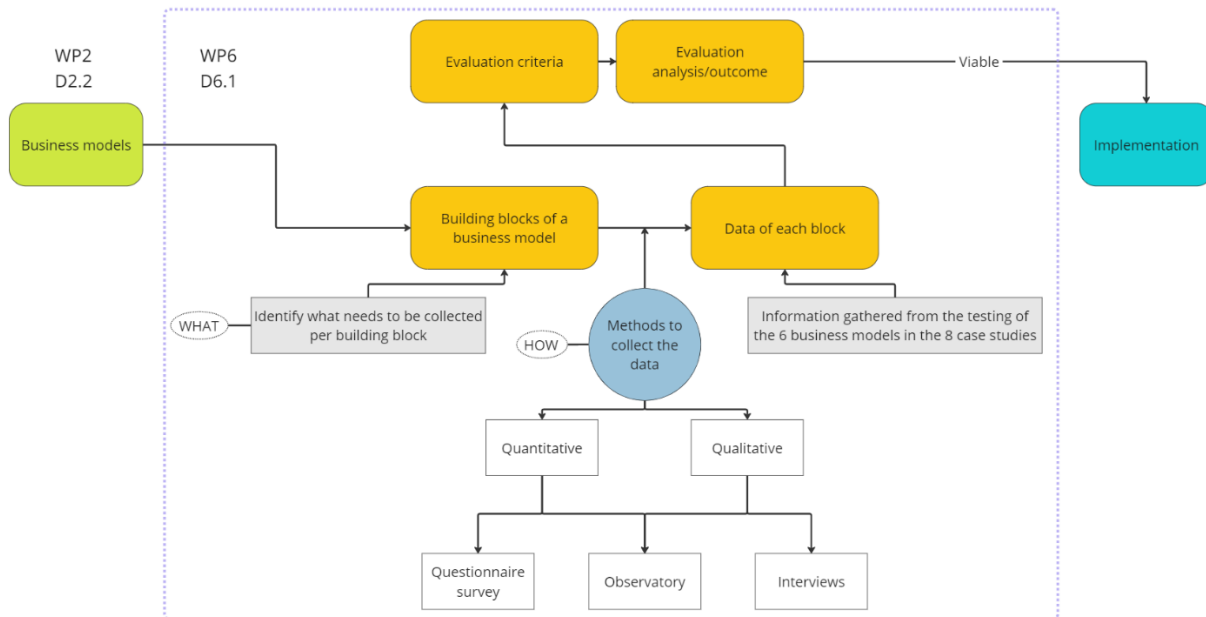 WP2
D2.2
WP6
D6.1
Evaluation criteria
Evaluation
analysis/outcome
Viable
Business models
Implementation
Building blocks of a
business model
Data of each block
WHAT
Identify what needs to be collected
per building block
HOW
Methods to
collect the
data
Information gathered from the testing of
the 6 business models in the 8 case studies
Quantitative
Qualitative
Questionnaire
survey
Observatory
Interviews